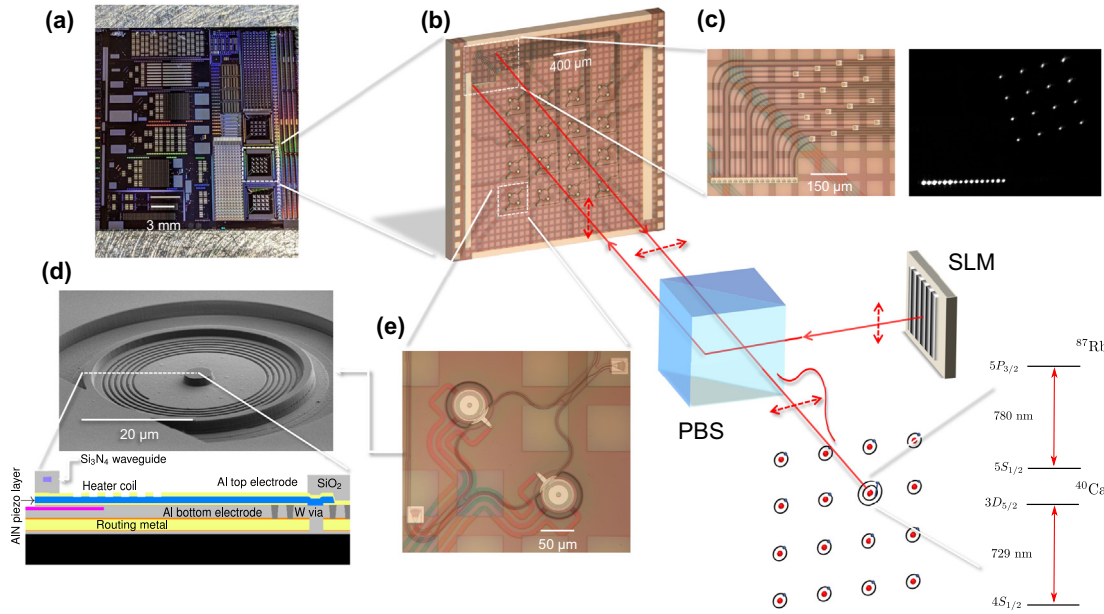 (a)
3 mm
(b)
400 µm
(c)
150 µm
(d)
20 µm
Si₃N₄ waveguide
Heater coil
Al top electrode
SiO₂
AlN piezo layer
Al bottom electrode
W via
Routing metal
(e)
50 µm
PBS
SLM
⁸⁷Rb
5P₃/₂
780 nm
5S₁/₂
⁴⁰Ca
3D₅/₂
729 nm
4S₁/₂